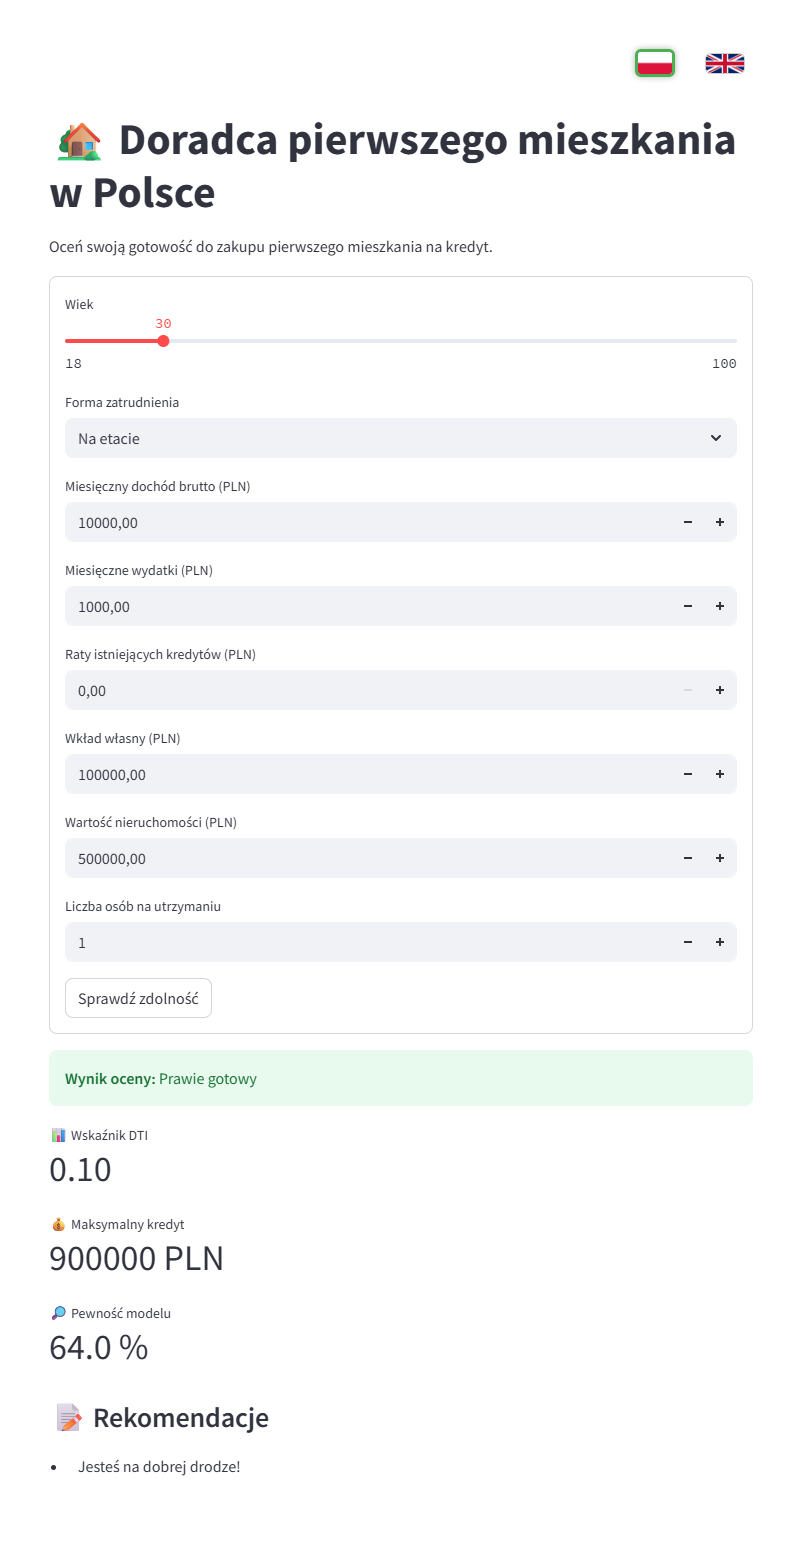 Doradca pierwszego mieszkania
w Polsce
Oceń swoją gotowość do zakupu pierwszego mieszkania na kredyt.
Wiek
30
18 100
Forma zatrudnienia
Na etacie
Miesięczny dochód brutto (PLN)
10000,00
Miesięczne wydatki (PLN)
1000,00
Raty istniejących kredytów (PLN)
0,00
Wkład własny (PLN)
100000,00
Wartość nieruchomości (PLN)
500000,00
Liczba osób na utrzymaniu
1
Sprawdź zdolność
Wynik oceny: Prawie gotowy
Wskaźnik DTI
0.10
Maksymalny kredyt
900000 PLN
Pewność modelu
64.0 %
Rekomendacje
Jesteś na dobrej drodze!